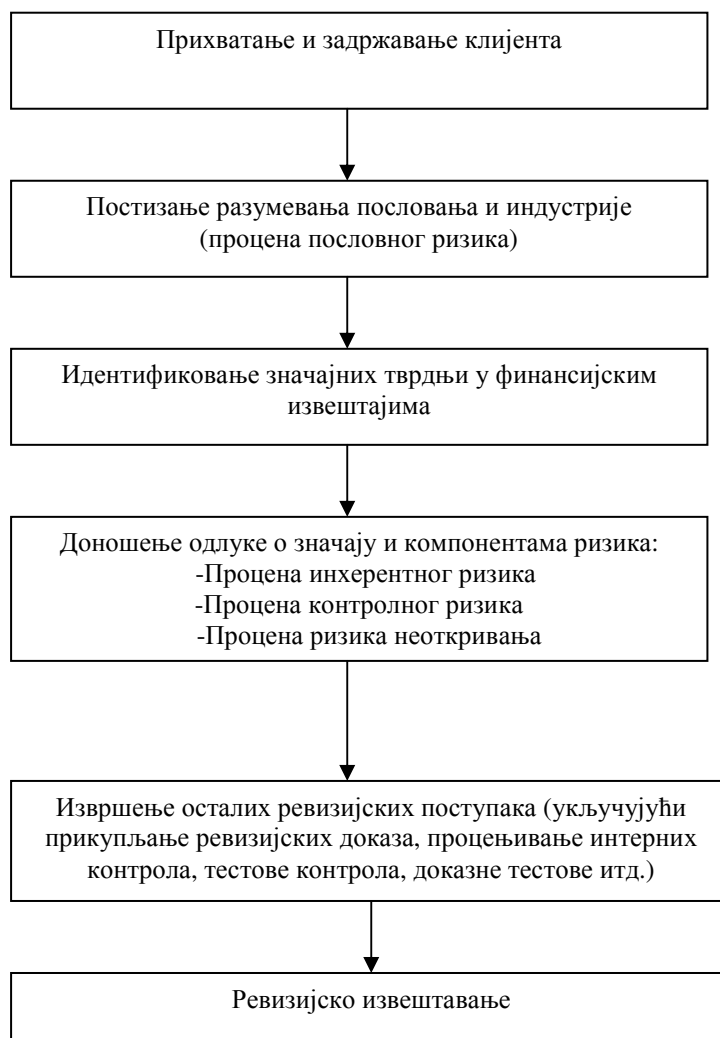 Прихватање и задржавање клијента
Постизање разумевања пословања и индустрије
(процена пословног ризика)
Идентификовање значајних тврдњи у финансијским
извештајима
Доношење одлуке о значају и компонентама ризика:
-Процена инхерентног ризика
-Процена контролног ризика
-Процена ризика неоткривања
Извршење осталих ревизијских поступака (укључујући
прикупљање ревизијских доказа, процењивање интерних
контрола, тестове контрола, доказне тестове итд.)
Ревизијско извештавање